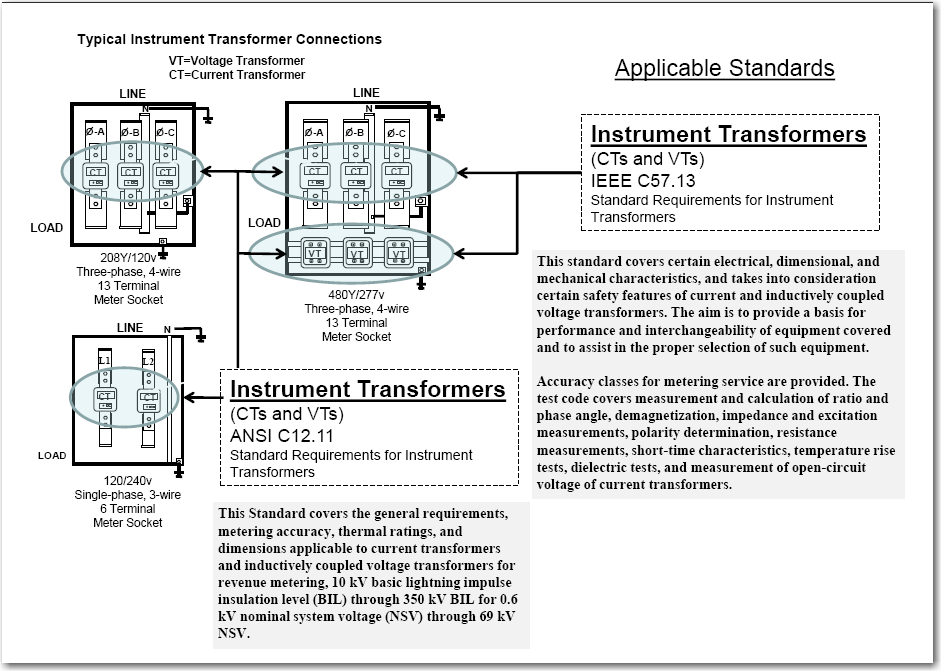 Typical Instrument Transformer Connections
VT=Voltage Transformer
CT=Current Transformer
Applicable Standards
LINE
N
Ø-A
Ø-B
Ø-C
CT
CT
CT
LOAD
208Y/120v
Three-phase, 4-wire
13 Terminal
Meter Socket
LINE
N
Ø-A
Ø-B
Ø-C
CT
CT
CT
LOAD
VT
VT
VT
480Y/277v
Three-phase, 4-wire
13 Terminal
Meter Socket
Instrument Transformers
(CTs and VTs)
IEEE C57.13
Standard Requirements for Instrument
Transformers
This standard covers certain electrical, dimensional, and
mechanical characteristics, and takes into consideration
certain safety features of current and inductively coupled
voltage transformers. The aim is to provide a basis for
performance and interchangeability of equipment covered
and to assist in the proper selection of such equipment.
Accuracy classes for metering service are provided. The
test code covers measurement and calculation of ratio and
phase angle, demagnetization, impedance and excitation
measurements, polarity determination, resistance
measurements, short-time characteristics, temperature rise
tests, dielectric tests, and measurement of open-circuit
voltage of current transformers.
LINE
N
L1
L2
CT
CT
LOAD
120/240v
Single-phase, 3-wire
6 Terminal
Meter Socket
Instrument Transformers
(CTs and VTs)
ANSI C12.11
Standard Requirements for Instrument
Transformers
This Standard covers the general requirements,
metering accuracy, thermal ratings, and
dimensions applicable to current transformers
and inductively coupled voltage transformers for
revenue metering, 10 kV basic lightning impulse
insulation level (BIL) through 350 kV BIL for 0.6
kV nominal system voltage (NSV) through 69 kV
NSV.